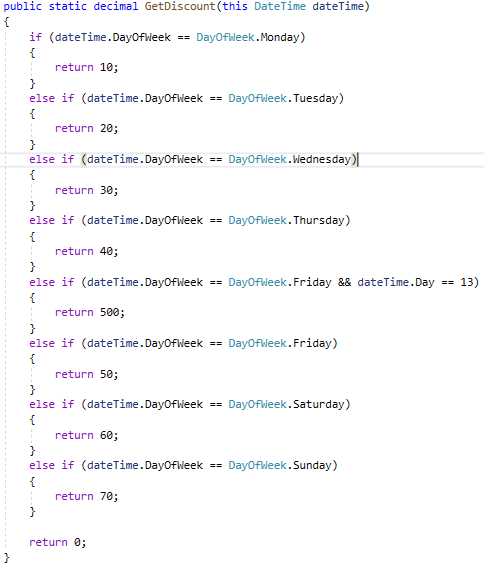 public static decimal GetDiscount(this DateTime dateTime)
{
    if (dateTime.DayOfWeek == DayOfWeek.Monday)
    {
        return 10;
    }
    else if (dateTime.DayOfWeek == DayOfWeek.Tuesday)
    {
        return 20;
    }
    else if (dateTime.DayOfWeek == DayOfWeek.Wednesday)
    {
        return 30;
    }
    else if (dateTime.DayOfWeek == DayOfWeek.Thursday)
    {
        return 40;
    }
    else if (dateTime.DayOfWeek == DayOfWeek.Friday && dateTime.Day == 13)
    {
        return 500;
    }
    else if (dateTime.DayOfWeek == DayOfWeek.Friday)
    {
        return 50;
    }
    else if (dateTime.DayOfWeek == DayOfWeek.Saturday)
    {
        return 60;
    }
    else if (dateTime.DayOfWeek == DayOfWeek.Sunday)
    {
        return 70;
    }

    return 0;
}